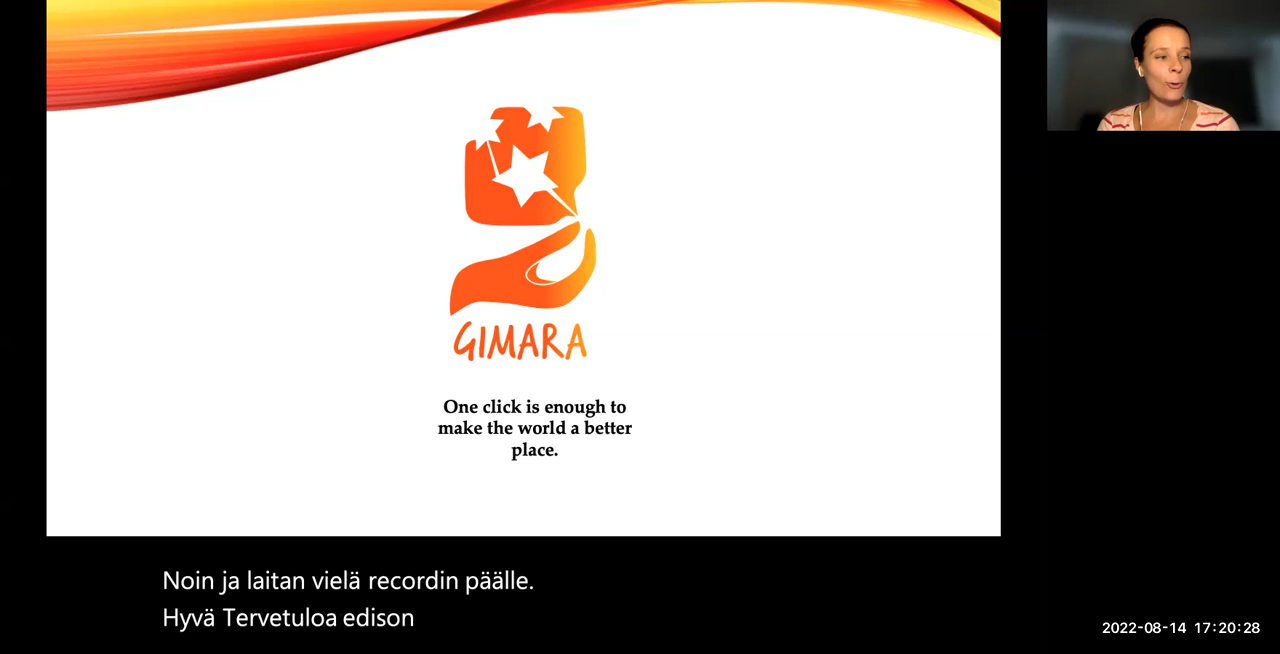 GIMARA
One click is enough to
make the world a better
place.
Noin ja laitan vielä recordin päälle.
Hyvä Tervetuloa edison
2022-08-14 17:20:28